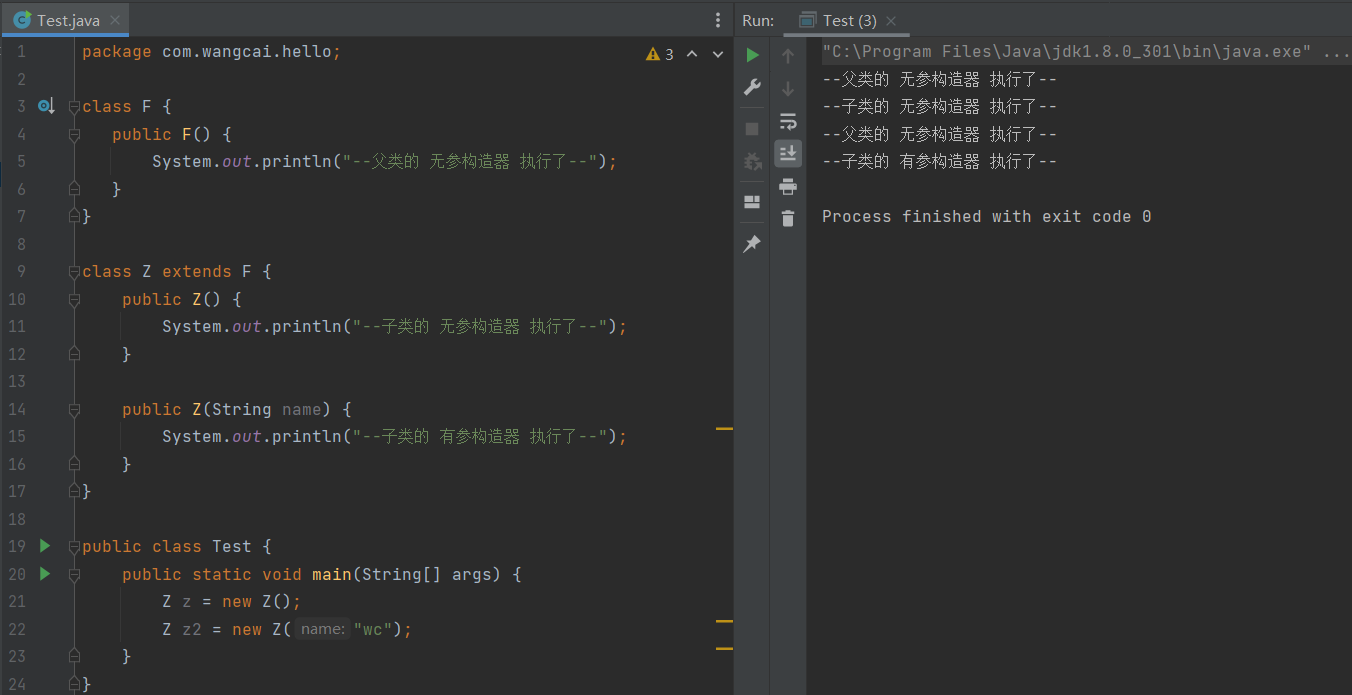 Test.java
package com.wangcai.hello;
3
1
2
3 class F {
4 public F() {
5 System.out.println("--父类的 无参构造器 执行了--");
6 }
7 }
8
9 class Z extends F {
10 public Z() {
11 System.out.println("--子类的 无参构造器 执行了--");
12 }
13
14 public Z(String name) {
15 System.out.println("--子类的 有参构造器 执行了--");
16 }
17 }
18
19 public class Test {
20 public static void main(String[] args) {
21 Z z = new Z();
22 Z z2 = new Z( name: "wc");
23 }
24 }
Run: Test (3)
"C:\Program Files\Java\jdk1.8.0_301\bin\java.exe" ...
--父类的 无参构造器 执行了--
--子类的 无参构造器 执行了--
--父类的 无参构造器 执行了--
--子类的 有参构造器 执行了--
Process finished with exit code 0